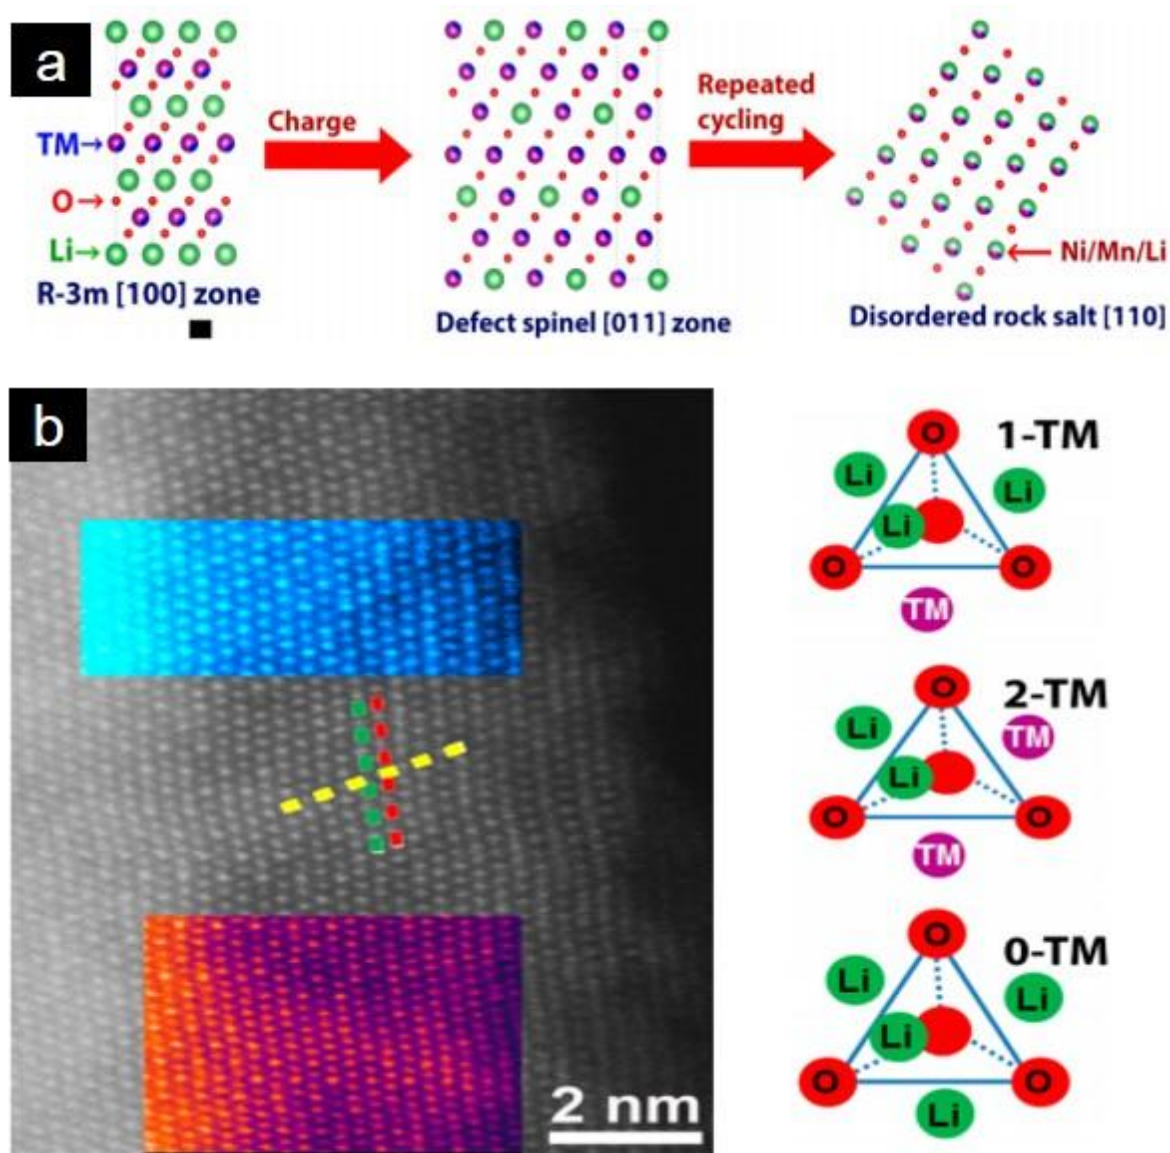 a
Charge
Repeated
cycling
TM→
O→
Li→
Ni/Mn/Li
R-3m [100] zone
Defect spinel [011] zone
Disordered rock salt [110]
b
2 nm
O
1-TM
Li
Li
Li
O
O
TM
O
2-TM
Li
TM
Li
O
O
TM
O
0-TM
Li
Li
Li
O
O
Li